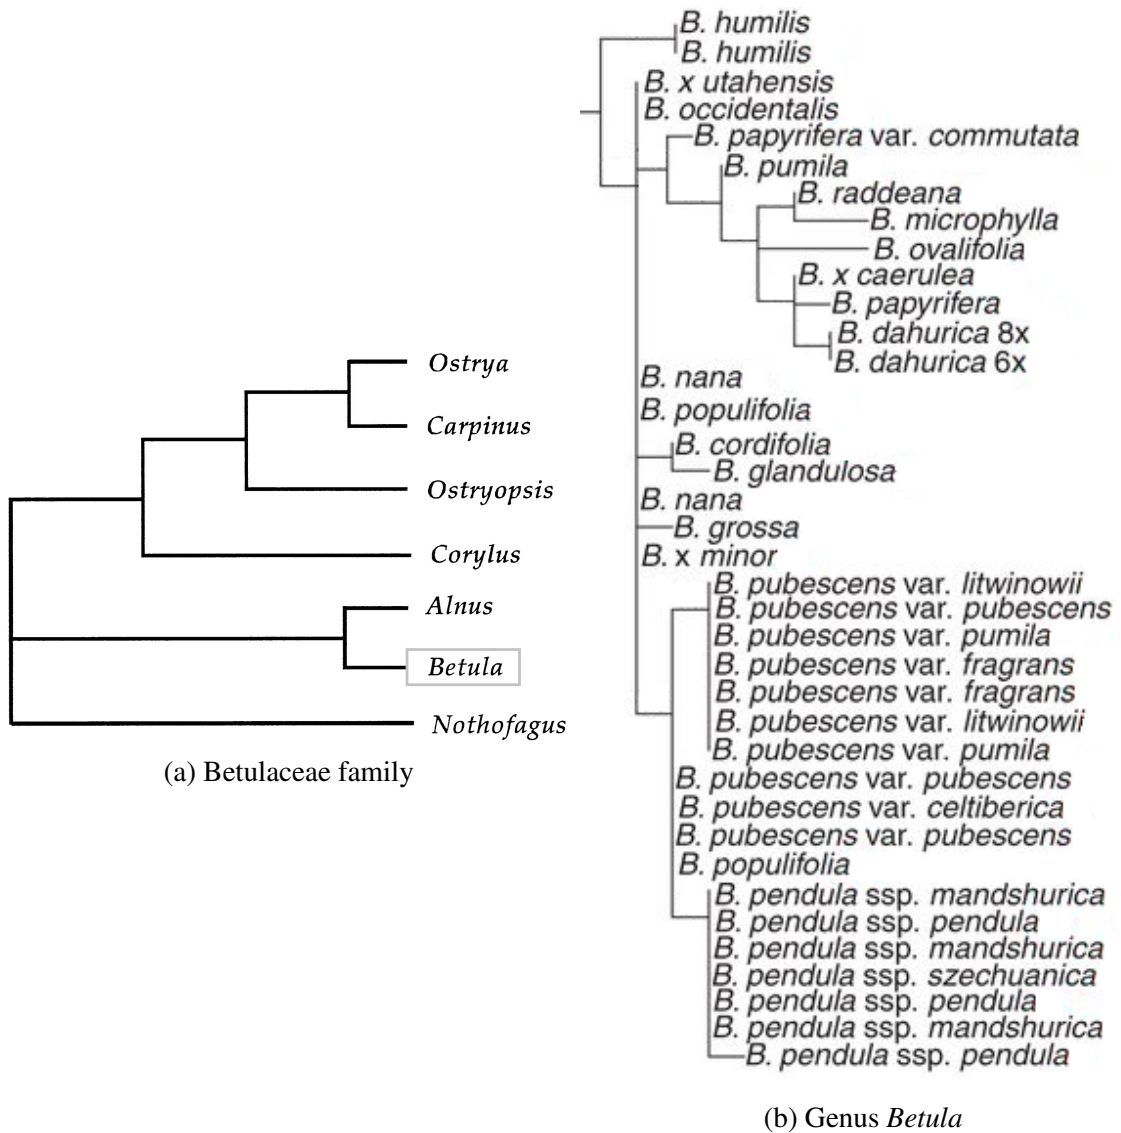 Ostrya
Carpinus
Ostryopsis
Corylus
Alnus
Betula
Nothofagus
(a) Betulaceae family
B. humilis
B. humilis
B. x utahensis
B. occidentalis
B. papyrifera var. commutata
B. pumila
B. raddeana
B. microphylla
B. ovalifolia
B. x caerulea
B. papyrifera
B. dahurica 8x
B. dahurica 6x
B. nana
B. populifolia
B. cordifolia
B. glandulosa
B. nana
B. grossa
B. x minor
B. pubescens var. litwinowii
B. pubescens var. pubescens
B. pubescens var. pumila
B. pubescens var. fragrans
B. pubescens var. fragrans
B. pubescens var. litwinowii
B. pubescens var. pumila
B. pubescens var. pubescens
B. pubescens var. celtiberica
B. pubescens var. pubescens
B. populifolia
B. pendula ssp. mandshurica
B. pendula ssp. pendula
B. pendula ssp. mandshurica
B. pendula ssp. szechuanica
B. pendula ssp. pendula
B. pendula ssp. mandshurica
B. pendula ssp. pendula
(b) Genus Betula